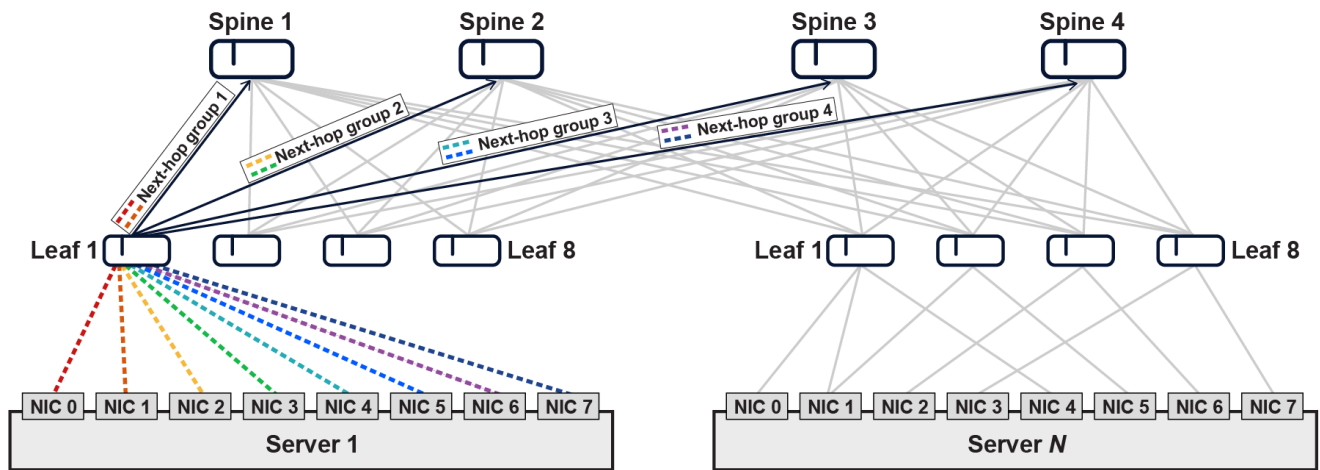 Spine 1
Spine 2
Spine 3
Spine 4
Next-hop group 1
Next-hop group 2
Next-hop group 3
Next-hop group 4
Leaf 1
Leaf 8
Leaf 1
Leaf 8
NIC 0
NIC 1
NIC 2
NIC 3
NIC 4
NIC 5
NIC 6
NIC 7
NIC 0
NIC 1
NIC 2
NIC 3
NIC 4
NIC 5
NIC 6
NIC 7
Server 1
Server N